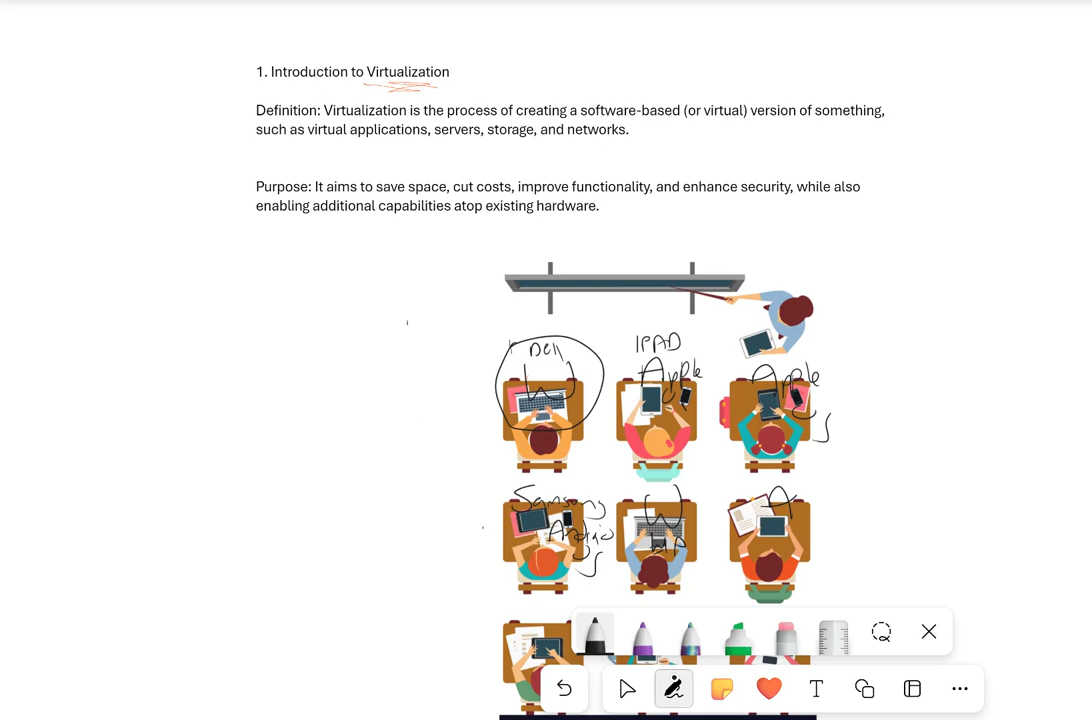 1. Introduction to Virtualization
Definition: Virtualization is the process of creating a software-based (or virtual) version of something,
such as virtual applications, servers, storage, and networks.
Purpose: It aims to save space, cut costs, improve functionality, and enhance security, while also
enabling additional capabilities atop existing hardware.
Dell
IPAD
W
Apple
Apple
Samsung
W
A
T